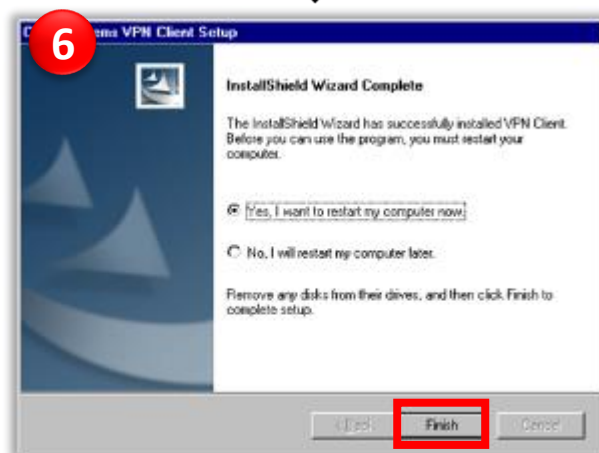 6
ems VPN Client Setup
InstallShield Wizard Complete
The InstallShield Wizard has successfully installed VPN Client.
Before you can use the program, you must restart your
computer.
Yes, I want to restart my computer now.
No, I will restart my computer later.
Remove any disks from their drives, and then click Finish to
complete setup.
< Back Finish Cancel